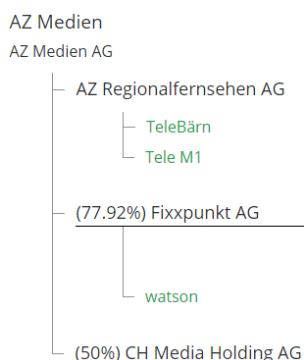 AZ Medien
AZ Medien AG
AZ Regionalfernsehen AG
TeleBärn
Tele M1
(77.92%) Fixxpunkt AG
watson
(50%) CH Media Holding AG